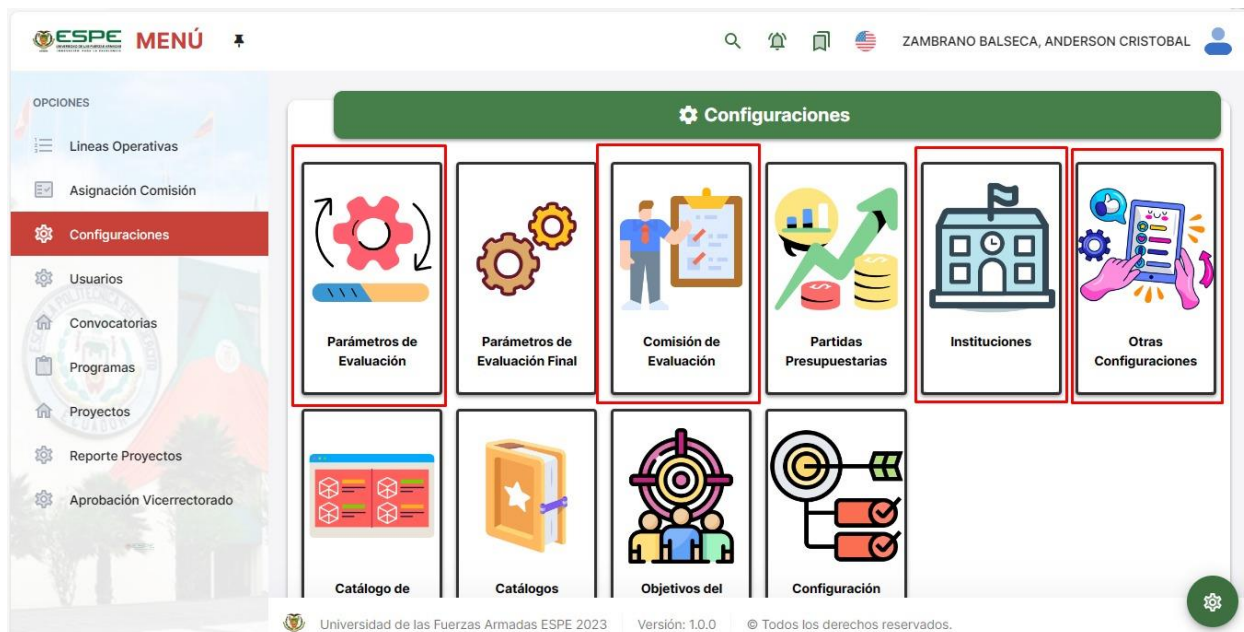 ESPE MENÚ
ZAMBRANO BALSECA, ANDERSON CRISTOBAL
OPCIONES
Lineas Operativas
Asignación Comisión
Configuraciones
Usuarios
Convocatorias
Programas
Proyectos
Reporte Proyectos
Aprobación Vicerrectorado
Configuraciones
Parámetros de
Evaluación
Parámetros de
Evaluación Final
Comisión de
Evaluación
Partidas
Presupuestarias
Instituciones
Otras
Configuraciones
Catálogo de
Catálogos
Objetivos del
Configuración
Universidad de las Fuerzas Armadas ESPE 2023 Versión: 1.0.0 © Todos los derechos reservados.